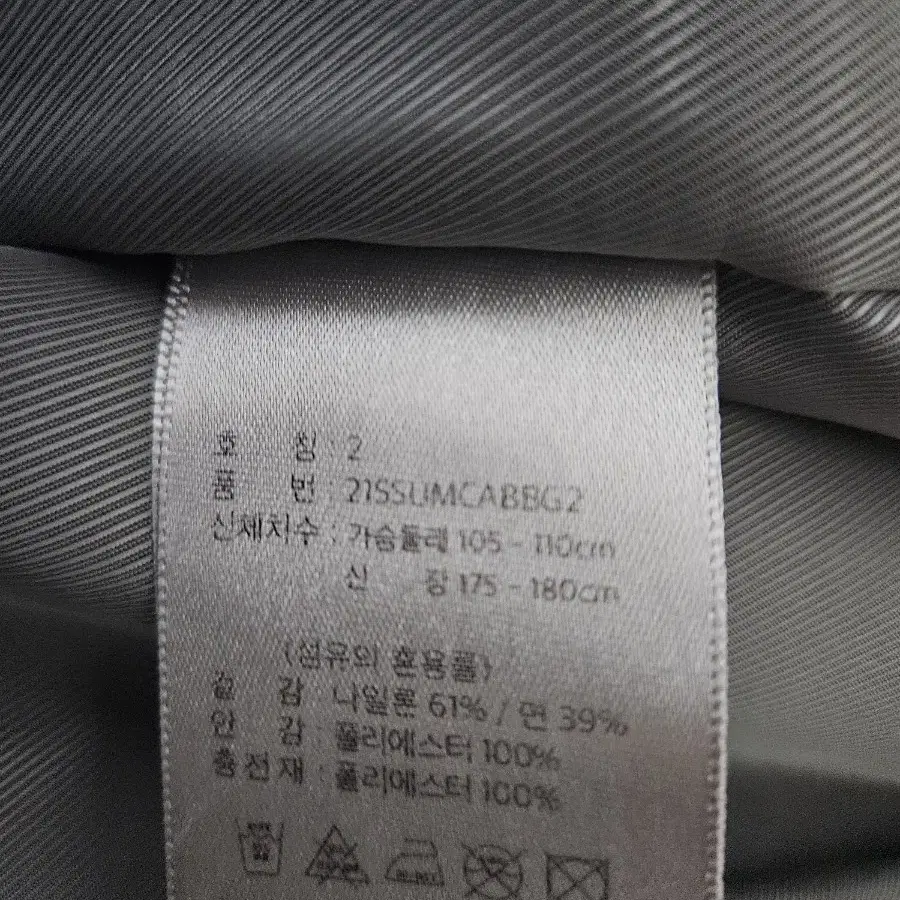 호 칭 : 2
품 번 : 21SSUMCABBG2
신체치수 : 가슴둘레 105 - 110cm
신 장 175 - 180cm
(섬유의 혼용률)
겉 감 : 나일론 61% / 면 39%
안 감 : 폴리에스터 100%
충전재 : 폴리에스터 100%